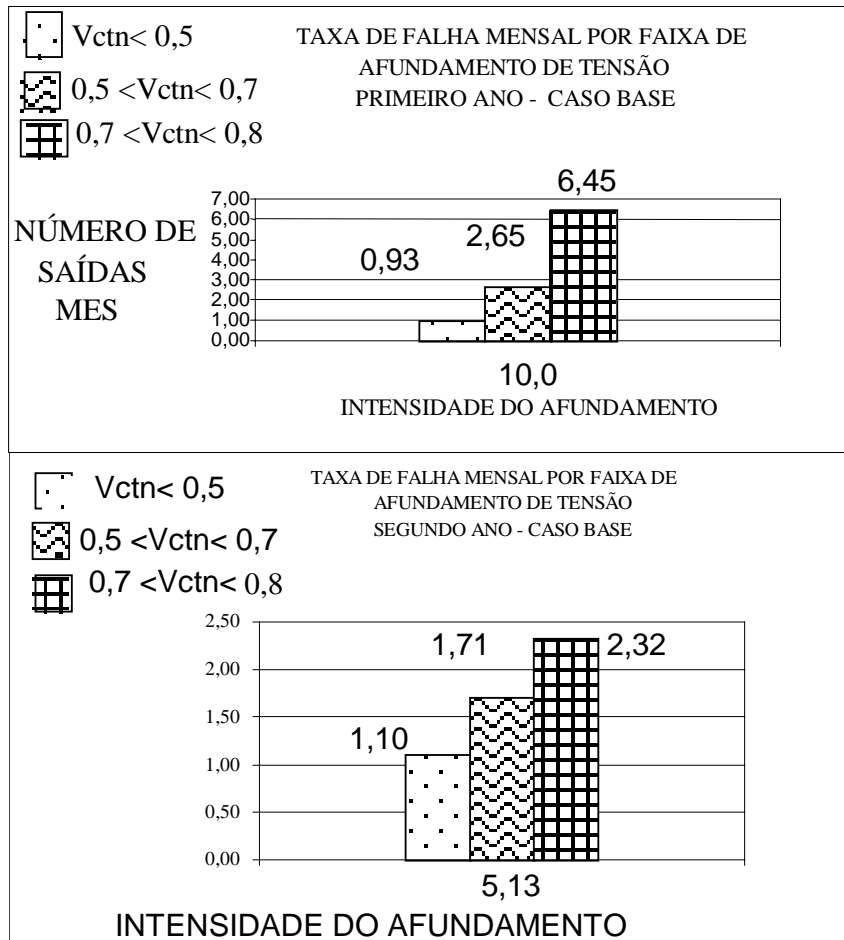 Vctn< 0,5
0,5 <Vctn< 0,7
0,7 <Vctn< 0,8
TAXA DE FALHA MENSAL POR FAIXA DE
AFUNDAMENTO DE TENSÃO
PRIMEIRO ANO - CASO BASE
NÚMERO DE
SAÍDAS
MES
7,00
6,00
5,00
4,00
3,00
2,00
1,00
0,00
0,93
2,65
6,45
10,0
INTENSIDADE DO AFUNDAMENTO
Vctn< 0,5
0,5 <Vctn< 0,7
0,7 <Vctn< 0,8
TAXA DE FALHA MENSAL POR FAIXA DE
AFUNDAMENTO DE TENSÃO
SEGUNDO ANO - CASO BASE
2,50
2,00
1,50
1,00
0,50
0,00
1,10
1,71
2,32
5,13
INTENSIDADE DO AFUNDAMENTO